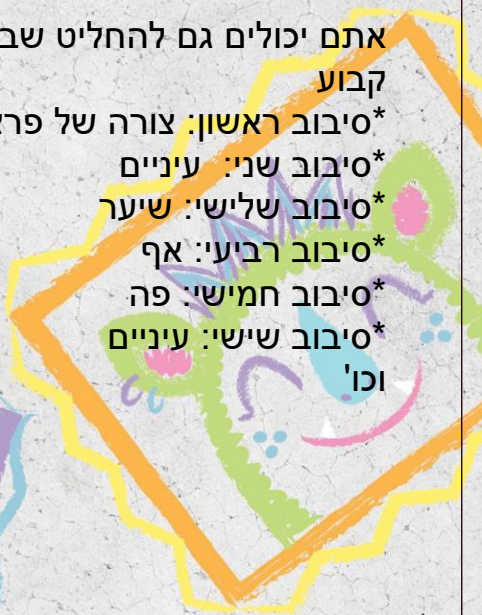 אתם יכולים גם להחליט שב
קבוע
*סיבוב ראשון: צורה של פרצ
*סיבוב שני:  עיניים
*סיבוב שלישי: שיער
*סיבוב רביעי: אף
*סיבוב חמישי: פה
*סיבוב שישי: עיניים
וכו'